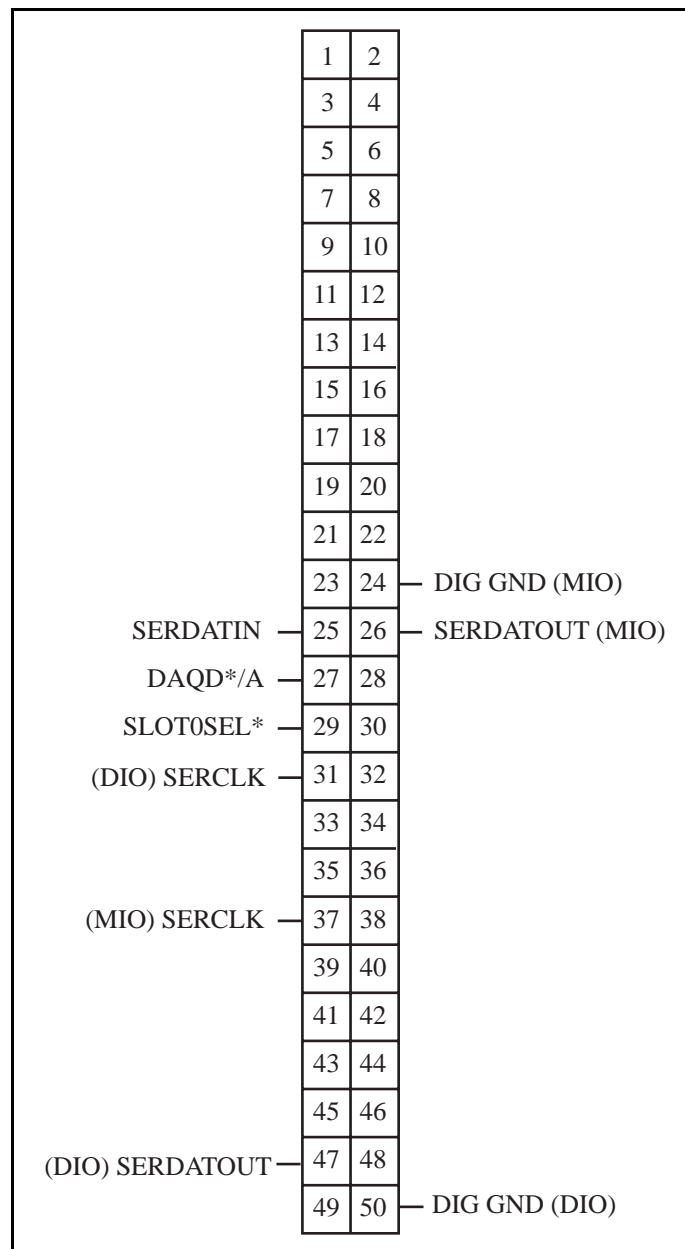 1 2
3 4
5 6
7 8
9 10
11 12
13 14
15 16
17 18
19 20
21 22
23 24 DIG GND (MIO)
SERDATIN 25 26 SERDATOUT (MIO)
DAQD*/A 27 28
SLOT0SEL* 29 30
(DIO) SERCLK 31 32
33 34
35 36
(MIO) SERCLK 37 38
39 40
41 42
43 44
45 46
(DIO) SERDATOUT 47 48
49 50 DIG GND (DIO)